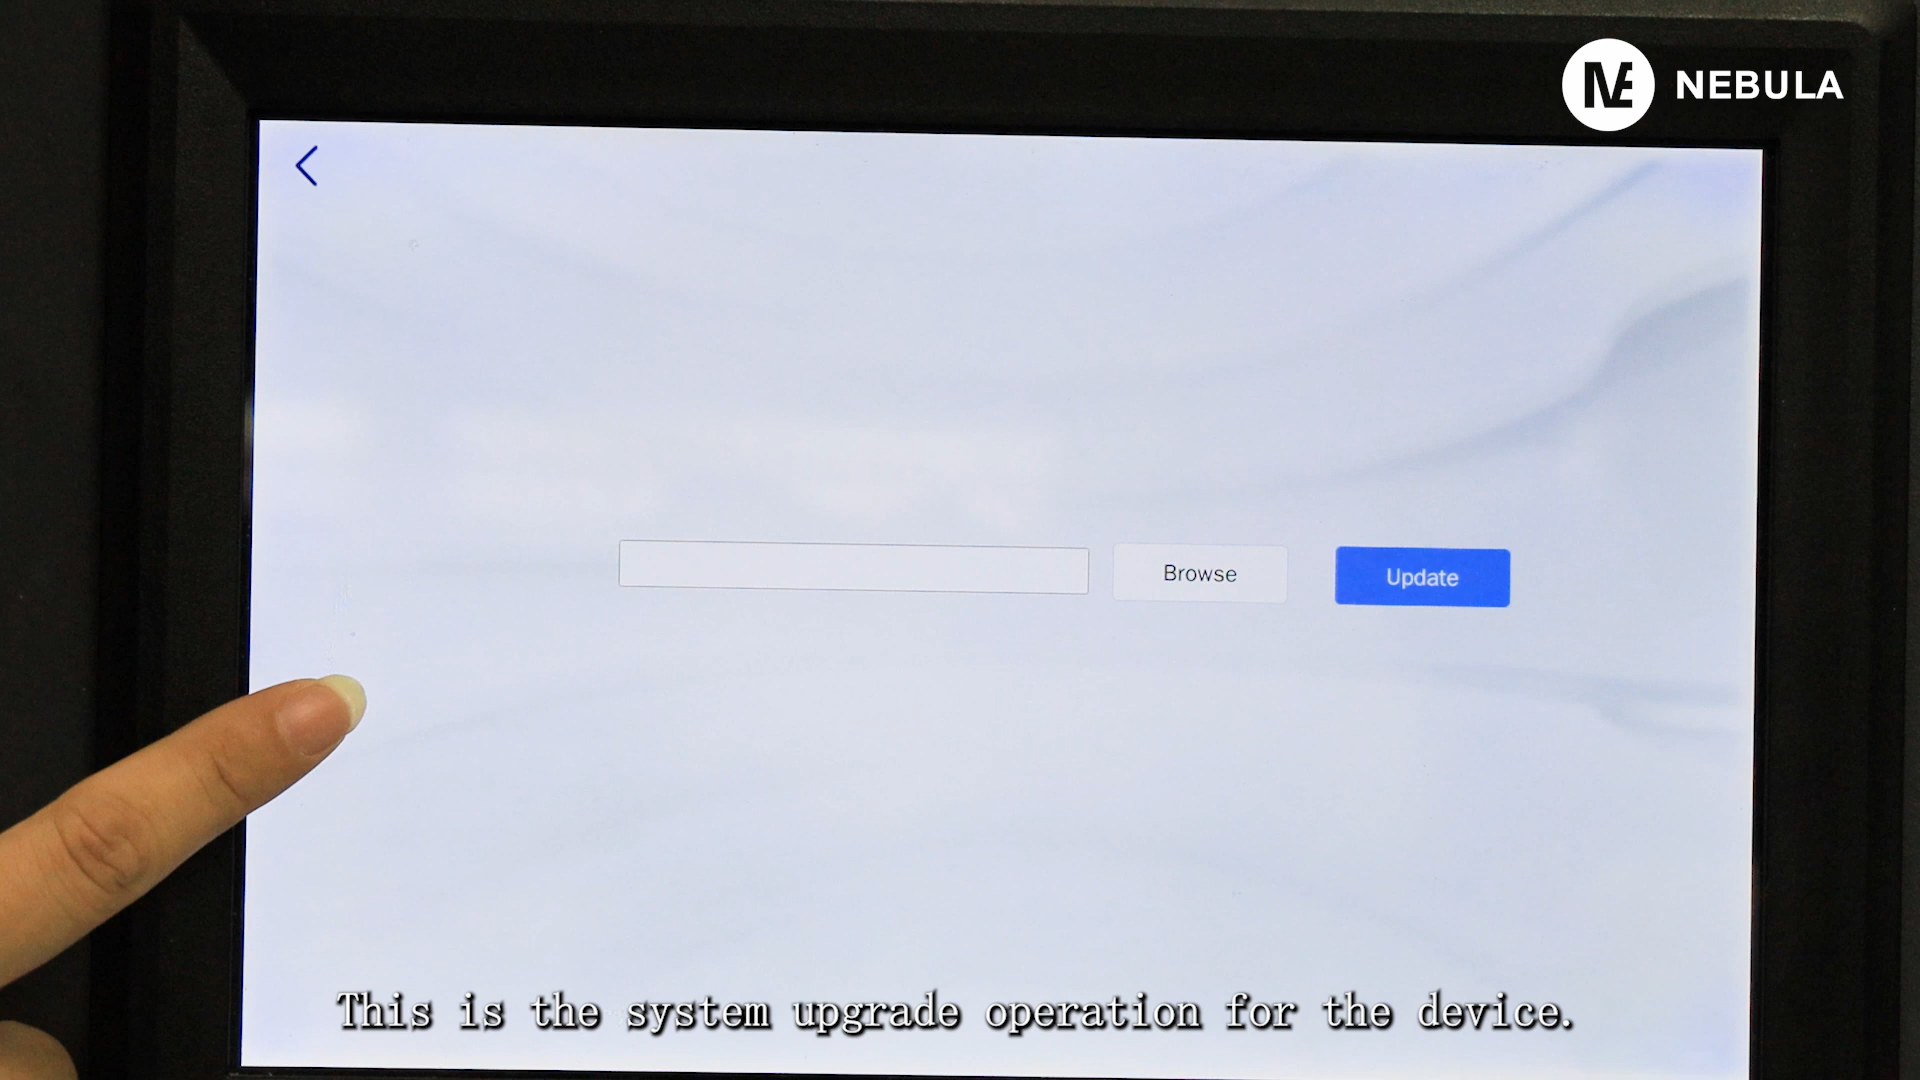 NEBULA
Browse
Update
This is the system upgrade operation for the device.